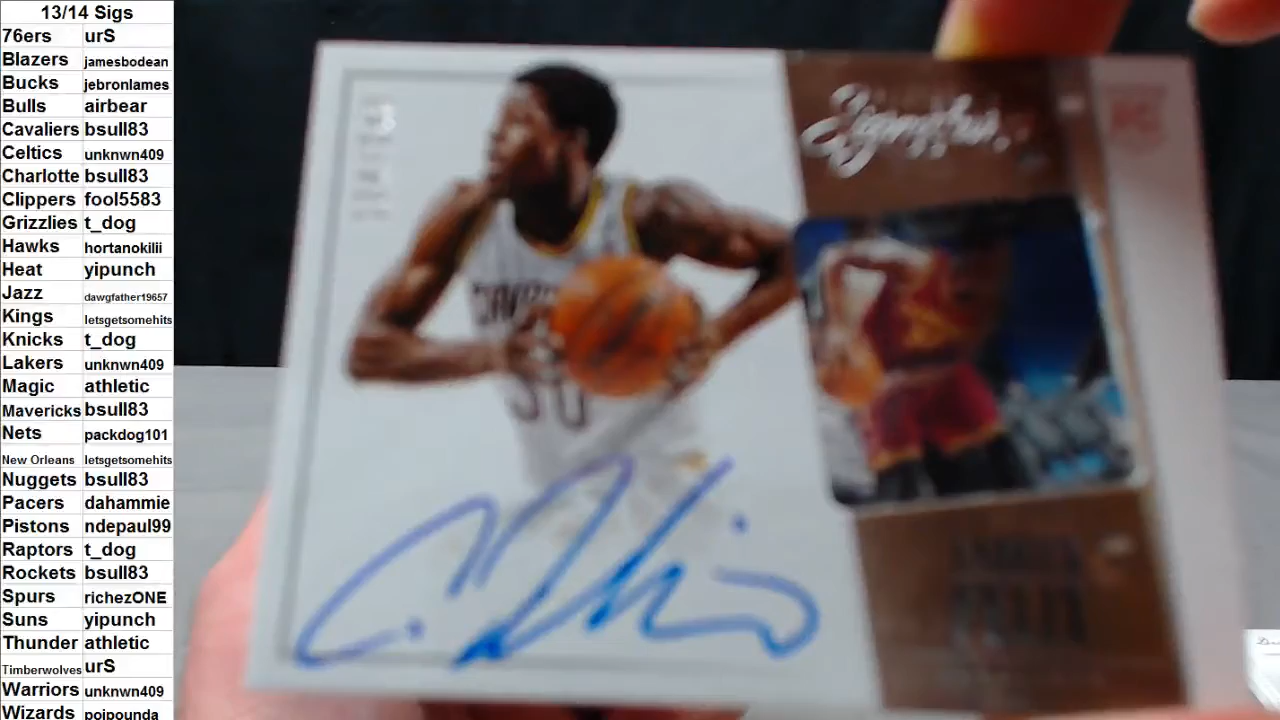 13/14 Sigs
76ers urS
Blazers jamesbodean
Bucks jebronlames
Bulls airbear
Cavaliers bsull83
Celtics unknwn409
Charlotte bsull83
Clippers fool5583
Grizzlies t_dog
Hawks hortanokilii
Heat yipunch
Jazz dawgfather19657
Kings letsgetsomehits
Knicks t_dog
Lakers unknwn409
Magic athletic
Mavericks bsull83
Nets packdog101
New Orleans letsgetsomehits
Nuggets bsull83
Pacers dahammie
Pistons ndepaul99
Raptors t_dog
Rockets bsull83
Spurs richezONE
Suns yipunch
Thunder athletic
Timberwolves urS
Warriors unknwn409
Wizards poipounda
Signatures
RC